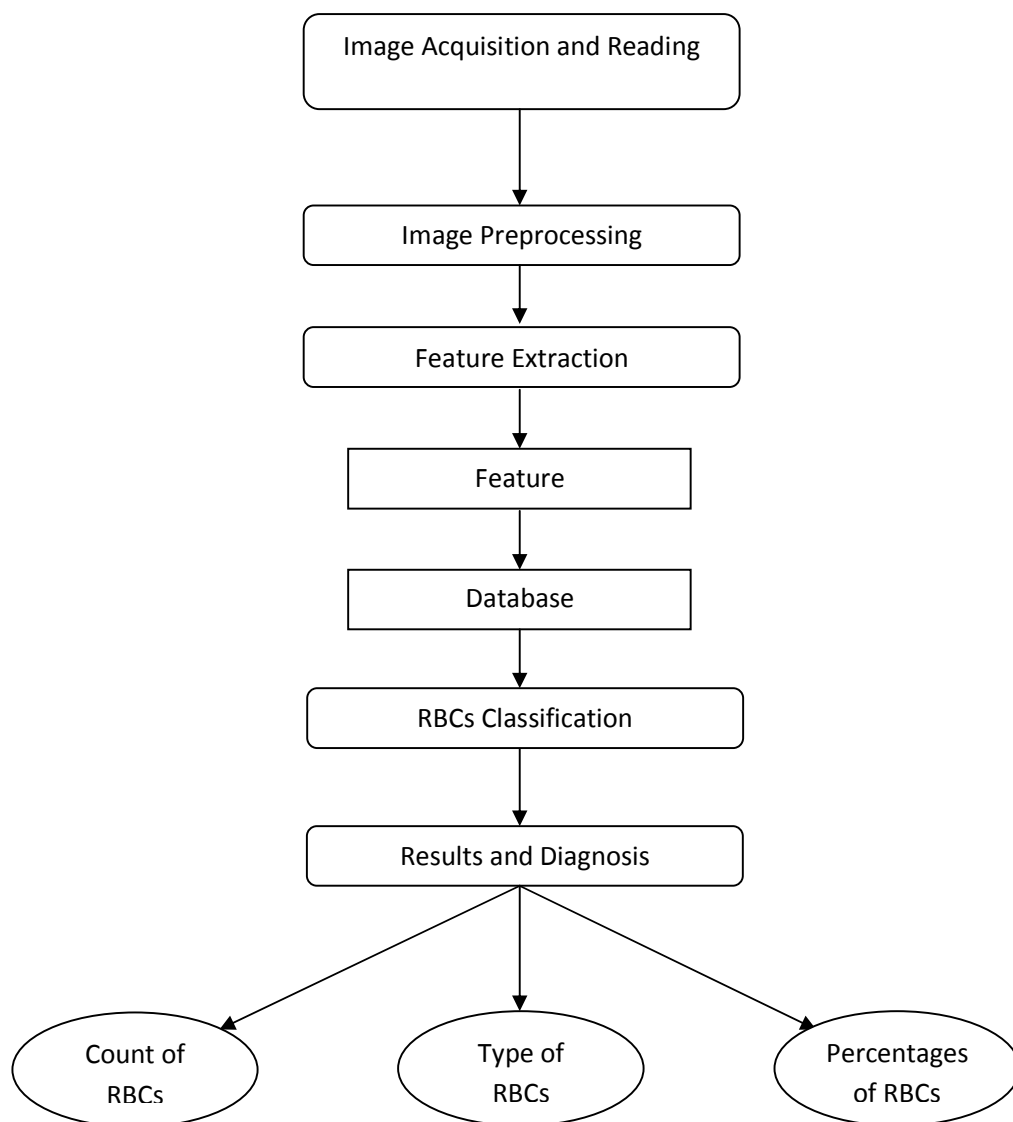 Image Acquisition and Reading
Image Preprocessing
Feature Extraction
Feature
Database
RBCs Classification
Results and Diagnosis
Count of
RBCs
Type of
RBCs
Percentages
of RBCs